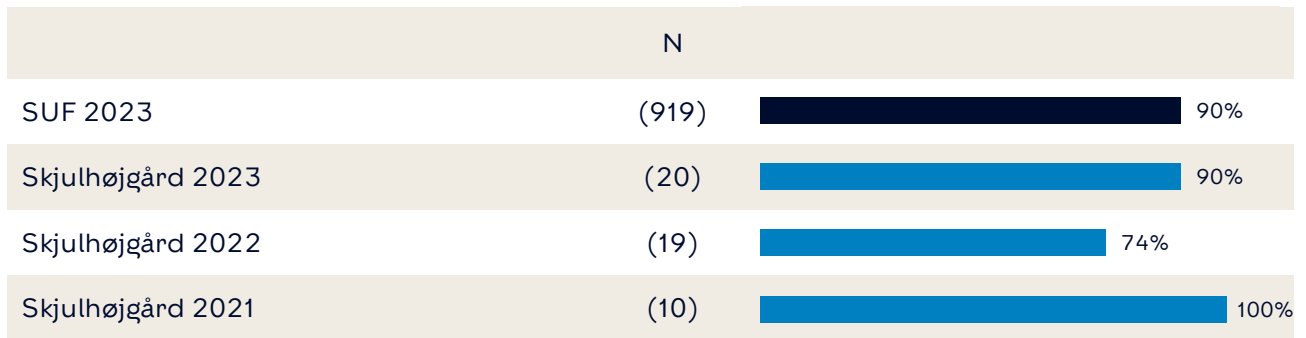 N
SUF 2023 (919) 90%
Skjulhøjgård 2023 (20) 90%
Skjulhøjgård 2022 (19) 74%
Skjulhøjgård 2021 (10) 100%